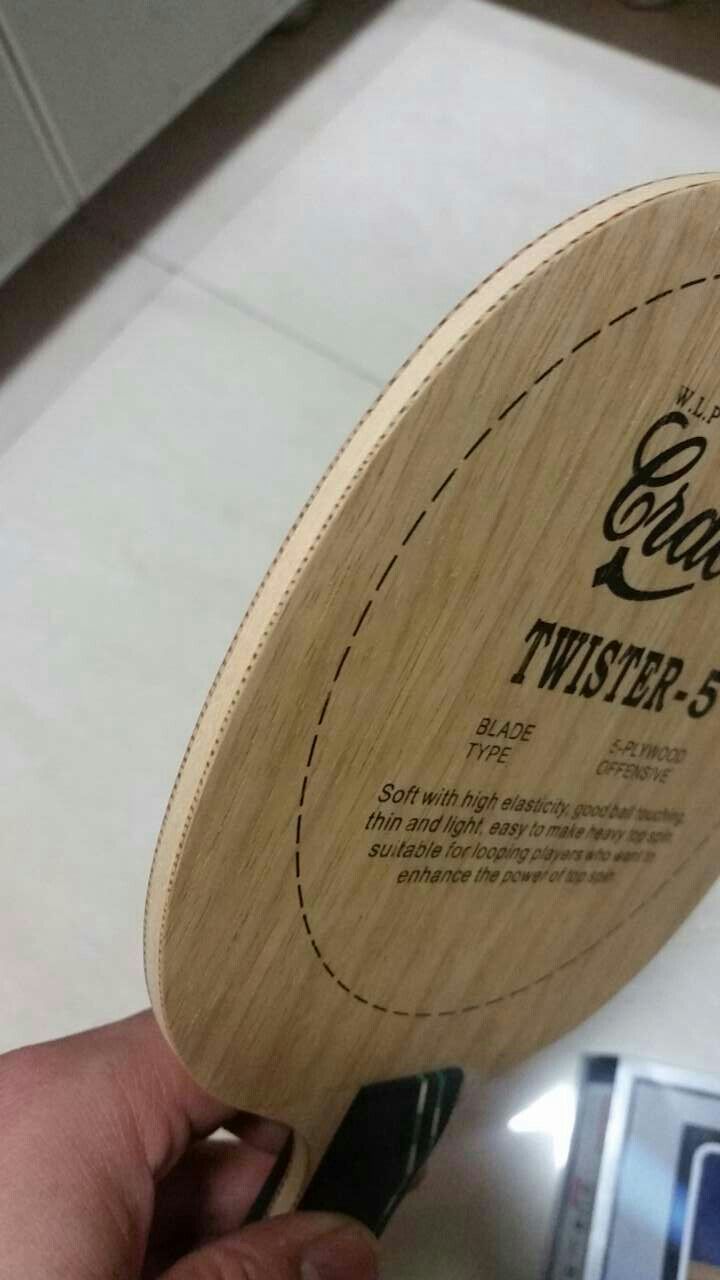 W.L.P
Crac
TWISTER-5
BLADE 5-PLYWOOD
TYPE OFFENSIVE
Soft with high elasticity, good ball touching,
thin and light, easy to make heavy top spin
suitable for looping players who want to
enhance the power of top spin